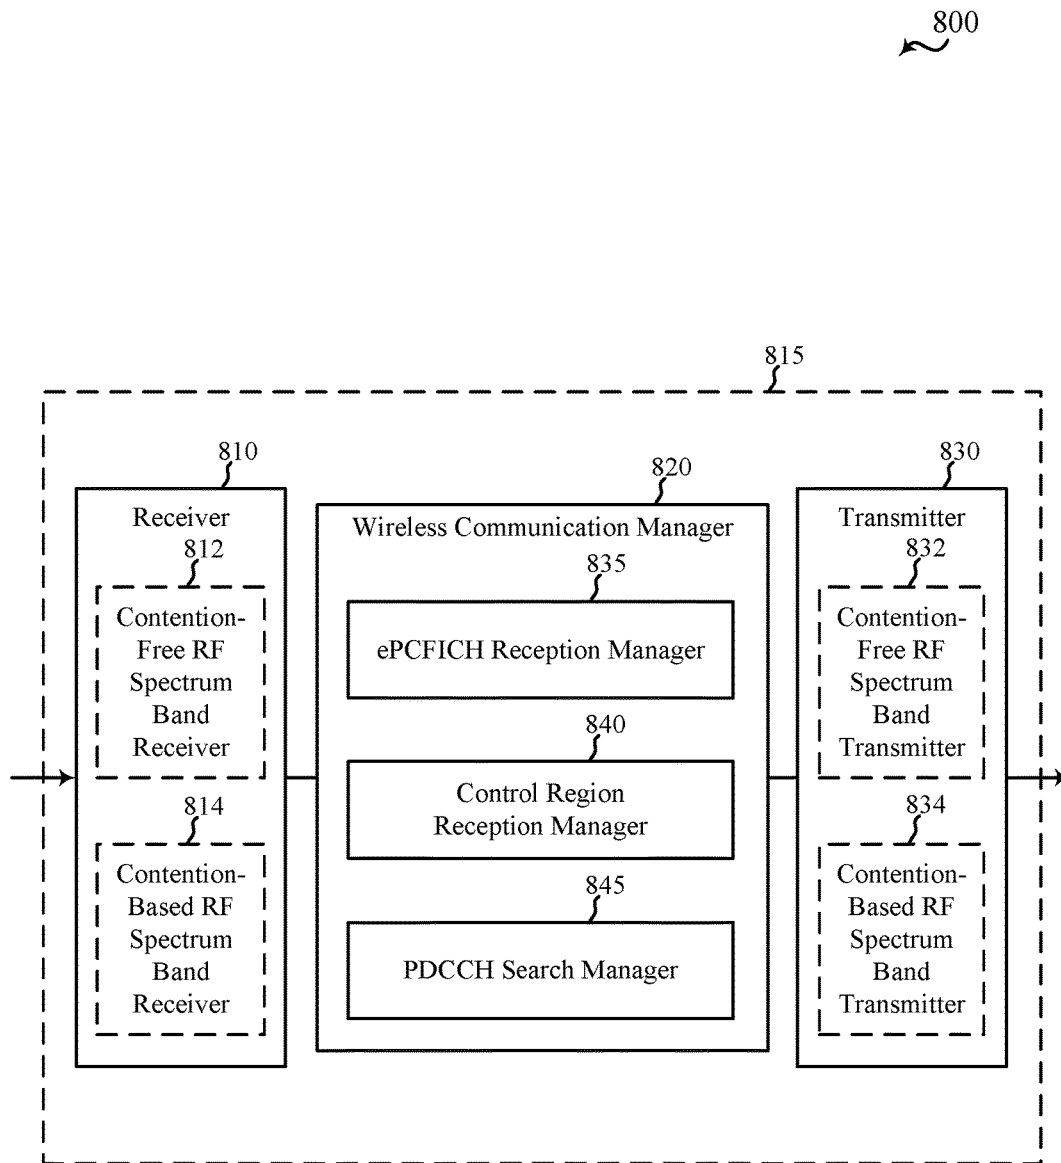 800
815
810
820
830
Receiver
Wireless Communication Manager
Transmitter
812
835
832
Contention-
Free RF
Spectrum
Band
Receiver
ePCFICH Reception Manager
Contention-
Free RF
Spectrum
Band
Transmitter
840
Control Region
Reception Manager
814
834
Contention-
Based RF
Spectrum
Band
Receiver
845
PDCCH Search Manager
Contention-
Based RF
Spectrum
Band
Transmitter